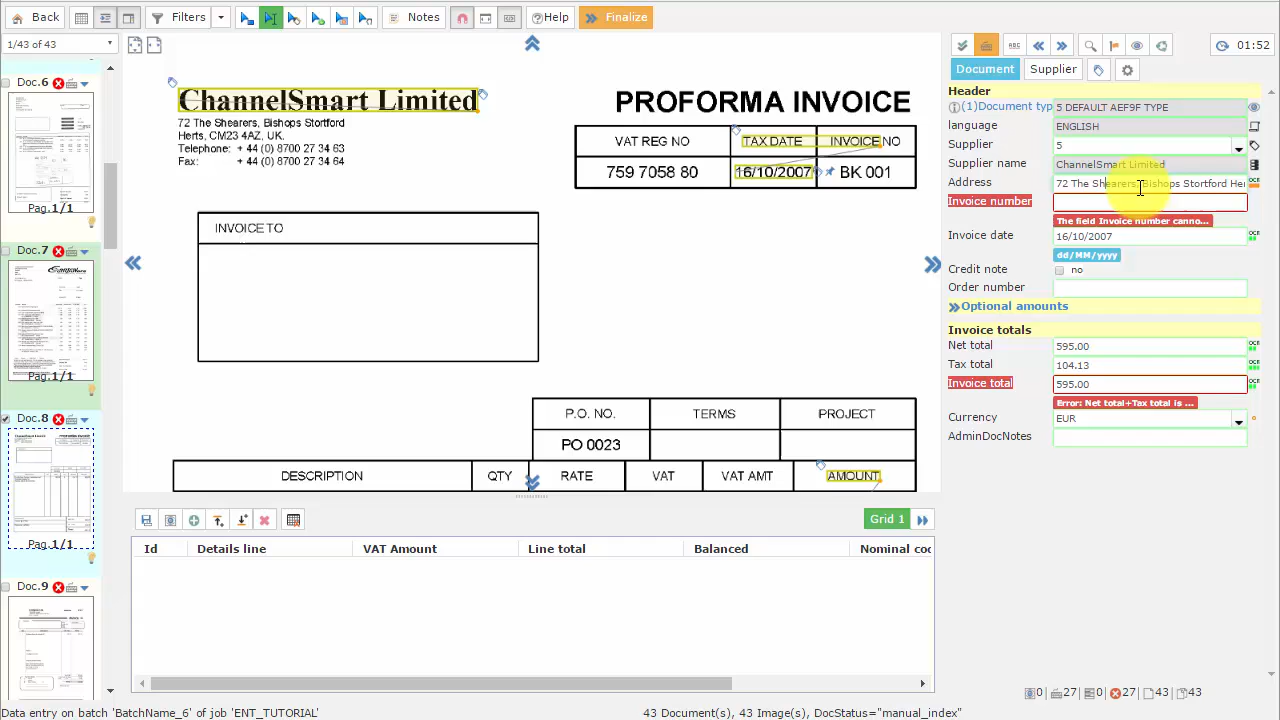 Back
Filters
Notes
Help
Finalize
1/43 of 43
01:52
Doc.6
Pag.1/1
Doc.7
Pag.1/1
Doc.8
Pag.1/1
Doc.9
ChannelSmart Limited
72 The Shearers, Bishops Stortford
Herts, CM23 4AZ, UK.
Telephone: + 44 (0) 8700 27 34 63
Fax: + 44 (0) 8700 27 34 64
PROFORMA INVOICE
VAT REG NO TAX DATE INVOICE NO
759 7058 80 16/10/2007 BK 001
INVOICE TO
P.O. NO. TERMS PROJECT
PO 0023
DESCRIPTION QTY RATE VAT VAT AMT AMOUNT
Grid 1
Id Details line VAT Amount Line total Balanced Nominal coc
Document Supplier
Header
(1)Document typ 5 DEFAULT AEF9F TYPE
language ENGLISH
Supplier 5
Supplier name ChannelSmart Limited
Address 72 The Shearers, Bishops Stortford Her
Invoice number
The field Invoice number canno...
Invoice date 16/10/2007
dd/MM/yyyy
Credit note no
Order number
Optional amounts
Invoice totals
Net total 595.00
Tax total 104.13
Invoice total 595.00
Error: Net total+Tax total is ...
Currency EUR
AdminDocNotes
0 27 0 27 43 43
Data entry on batch 'BatchName_6' of job 'ENT_TUTORIAL' 43 Document(s), 43 Image(s), DocStatus="manual_index"